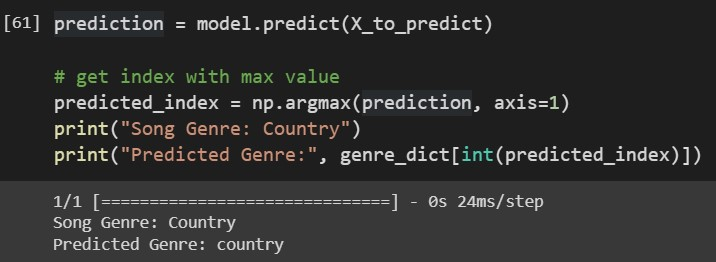 [61] prediction = model.predict(X_to_predict)
# get index with max value
predicted_index = np.argmax(prediction, axis=1)
print("Song Genre: Country")
print("Predicted Genre:", genre_dict[int(predicted_index)])
1/1 [==============================] - 0s 24ms/step
Song Genre: Country
Predicted Genre: country